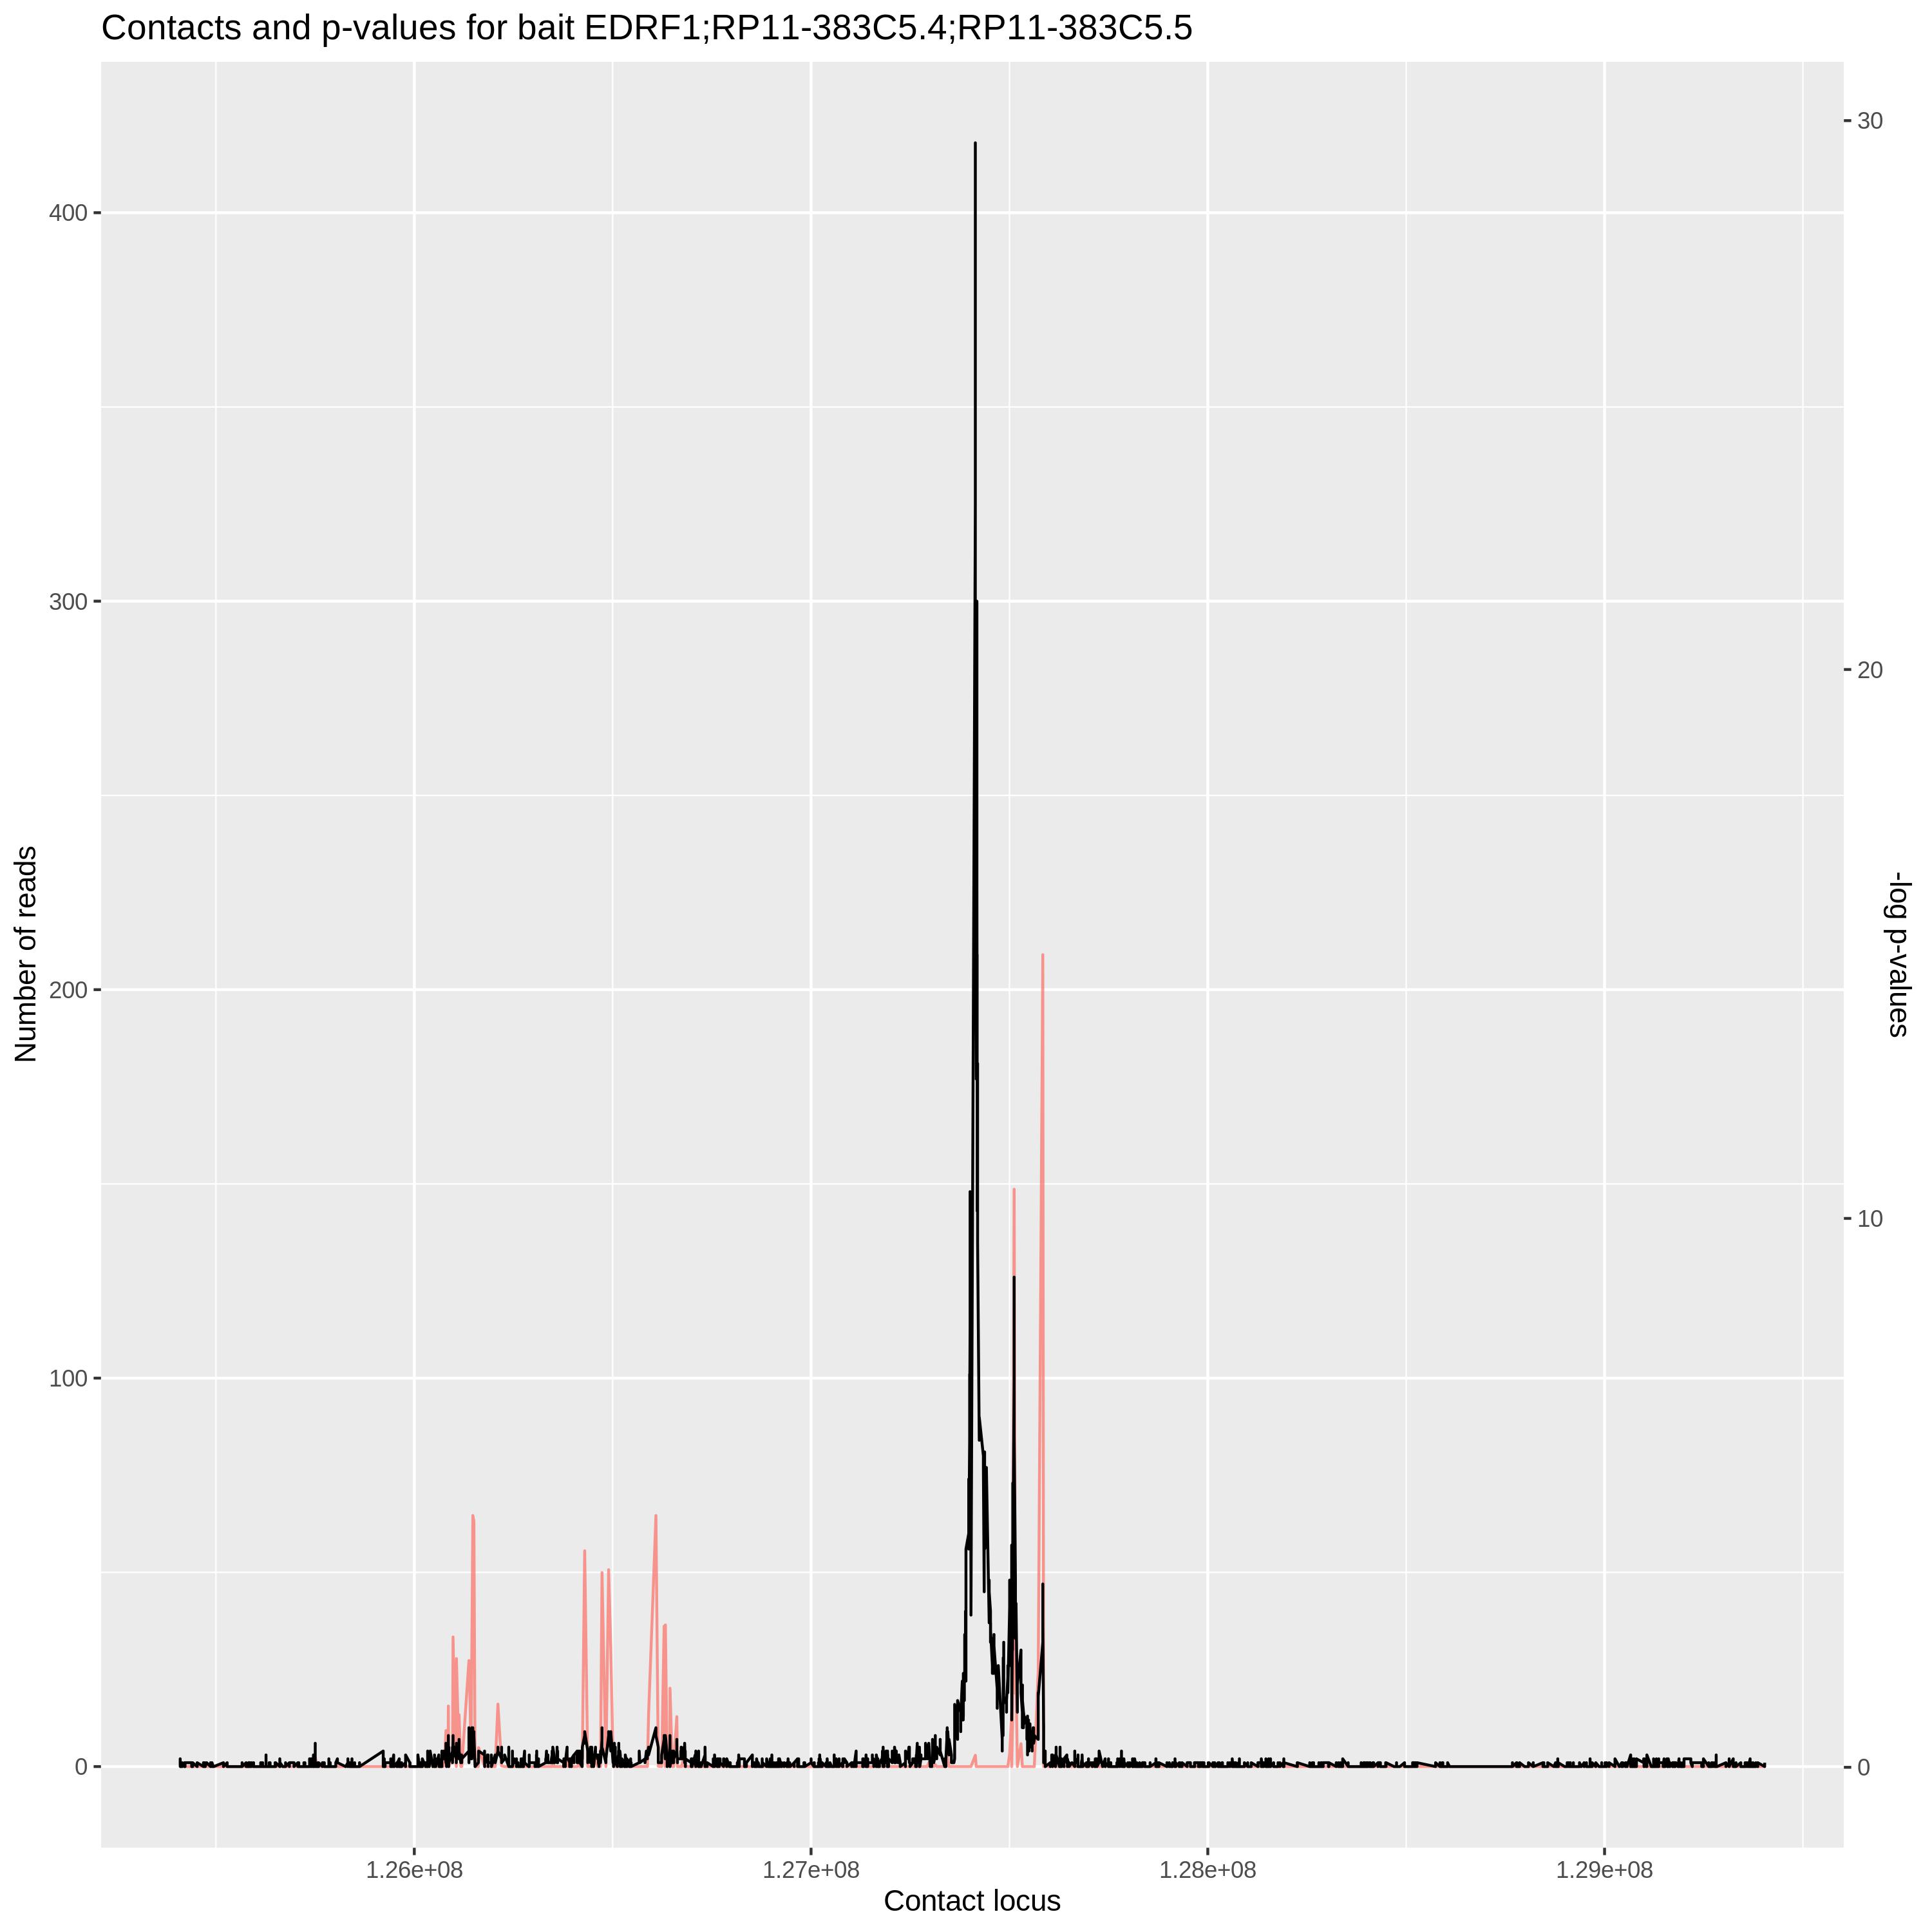 Contacts and p-values for bait EDRF1;RP11-383C5.4;RP11-383C5.5
400
300
200
100
0
Number of reads
30
20
10
0
-log p-values
1.26e+08
1.27e+08
1.28e+08
1.29e+08
Contact locus